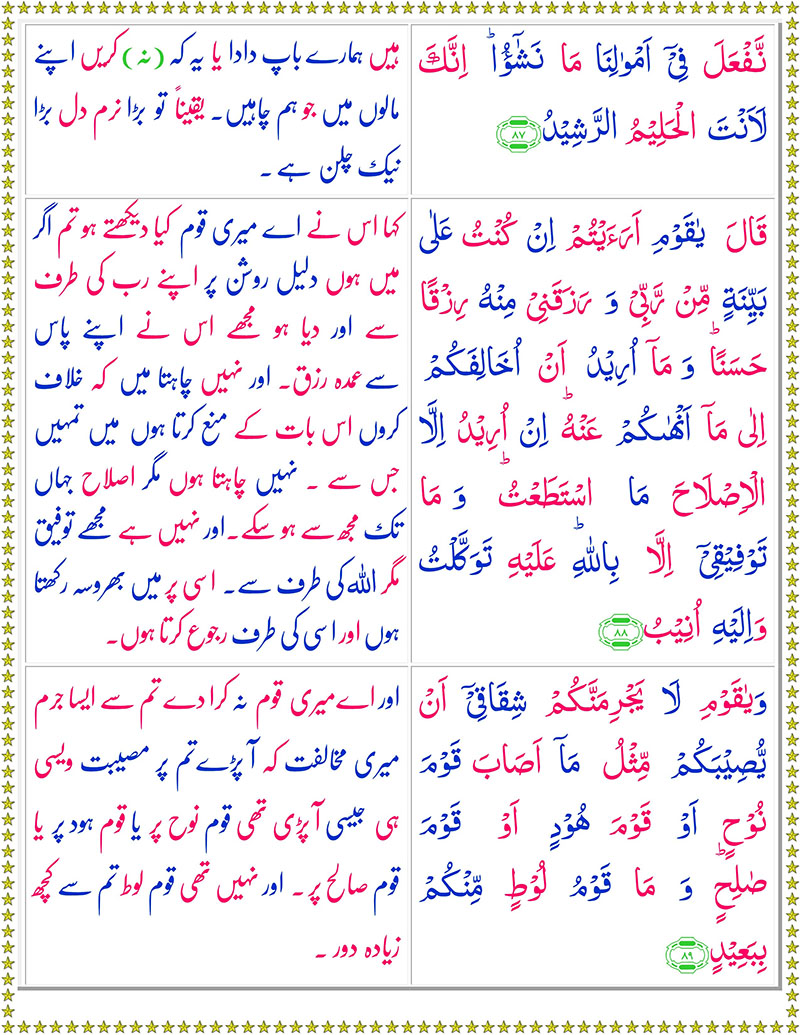 نَّفْعَلَ فِیْۤ اَمْوٰلِنَا مَا نَشٰٓؤُا ؕ اِنَّكَ
لَاَنْتَ الْحَلِیْمُ الرَّشِیْدُ ﴿۸۷﴾
ہیں ہمارے باپ دادا یا یہ کہ (نہ) کریں اپنے
مالوں میں جو ہم چاہیں۔ یقیناً تو بڑا نرم دل بڑا
نیک چلن ہے۔
قَالَ یٰقَوْمِ اَرَءَیْتُمْ اِنْ كُنْتُ عَلٰی
بَیِّنَةٍ مِّنْ رَّبِّیْ وَ رَزَقَنِیْ مِنْهُ رِزْقًا
حَسَنًا ؕ وَ مَاۤ اُرِیْدُ اَنْ اُخَالِفَكُمْ
اِلٰی مَاۤ اَنْهٰىكُمْ عَنْهُ ؕ اِنْ اُرِیْدُ اِلَّا
الْاِصْلَاحَ مَا اسْتَطَعْتُ ؕ وَ مَا
تَوْفِیْقِیْۤ اِلَّا بِاللّٰهِ ؕ عَلَیْهِ تَوَكَّلْتُ
وَاِلَیْهِ اُنِیْبُ ﴿۸۸﴾
کہا اس نے اے میری قوم کیا دیکھتے ہو تم اگر
میں ہوں دلیل روشن پر اپنے رب کی طرف
سے اور دیا ہو مجھے اس نے اپنے پاس
سے عمدہ رزق۔ اور نہیں چاہتا میں کہ خلاف
کروں اس بات کے منع کرتا ہوں میں تمہیں
جس سے۔ نہیں چاہتا ہوں مگر اصلاح جہاں
تک مجھ سے ہو سکے۔ اور نہیں ہے مجھے توفیق
مگر اللہ کی طرف سے۔ اسی پر میں بھروسہ رکھتا
ہوں اور اسی کی طرف رجوع کرتا ہوں۔
وَیٰقَوْمِ لَا یَجْرِمَنَّكُمْ شِقَاقِیْۤ اَنْ
یُّصِیْبَكُمْ مِّثْلُ مَاۤ اَصَابَ قَوْمَ
نُوْحٍ اَوْ قَوْمَ هُوْدٍ اَوْ قَوْمَ
صٰلِحٍ ؕ وَ مَا قَوْمُ لُوْطٍ مِّنْكُمْ
بِبَعِیْدٍ ﴿۸۹﴾
اور اے میری قوم نہ کرا دے تم سے ایسا جرم
میری مخالفت کہ آ پڑے تم پر مصیبت ویسی
ہی جیسی آ پڑی تھی قوم نوح پر یا قوم ہود پر یا
قوم صالح پر۔ اور نہیں تھی قوم لوط تم سے کچھ
زیادہ دور۔